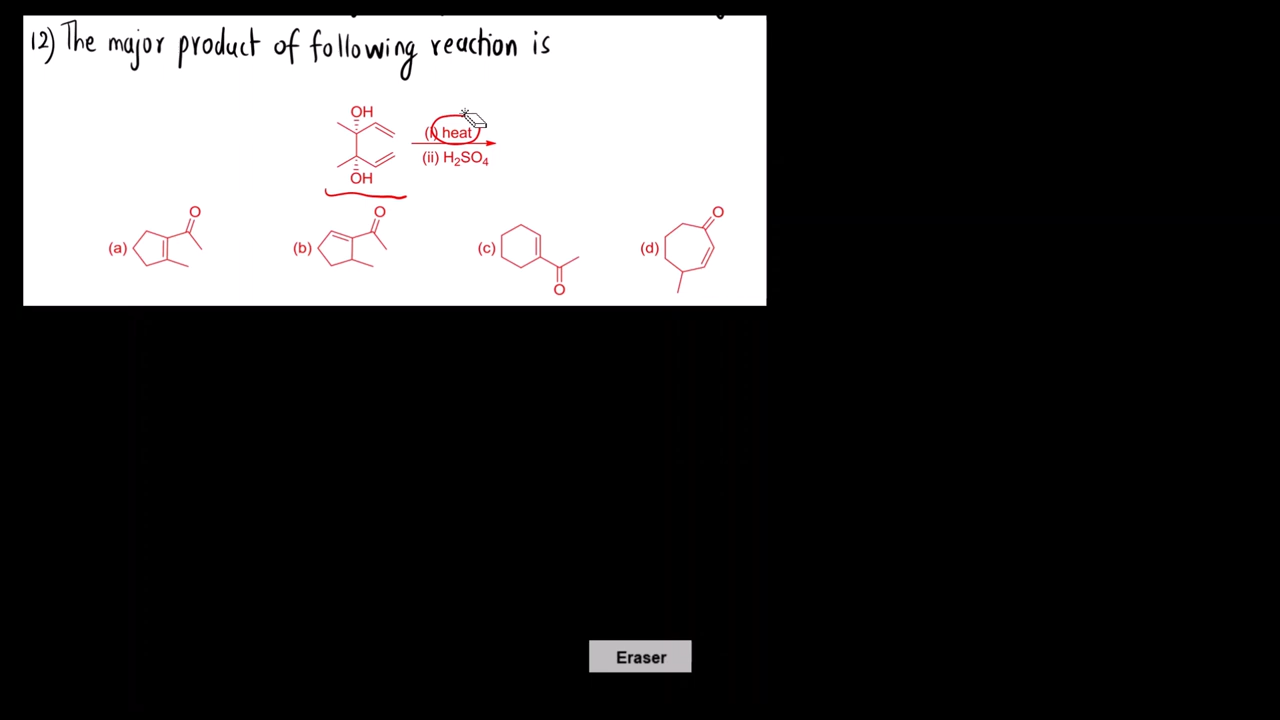 12) The major product of following reaction is
OH
(i) heat
(ii) H2SO4
OH
(a) O
(b) O
(c) O
(d) O
Eraser